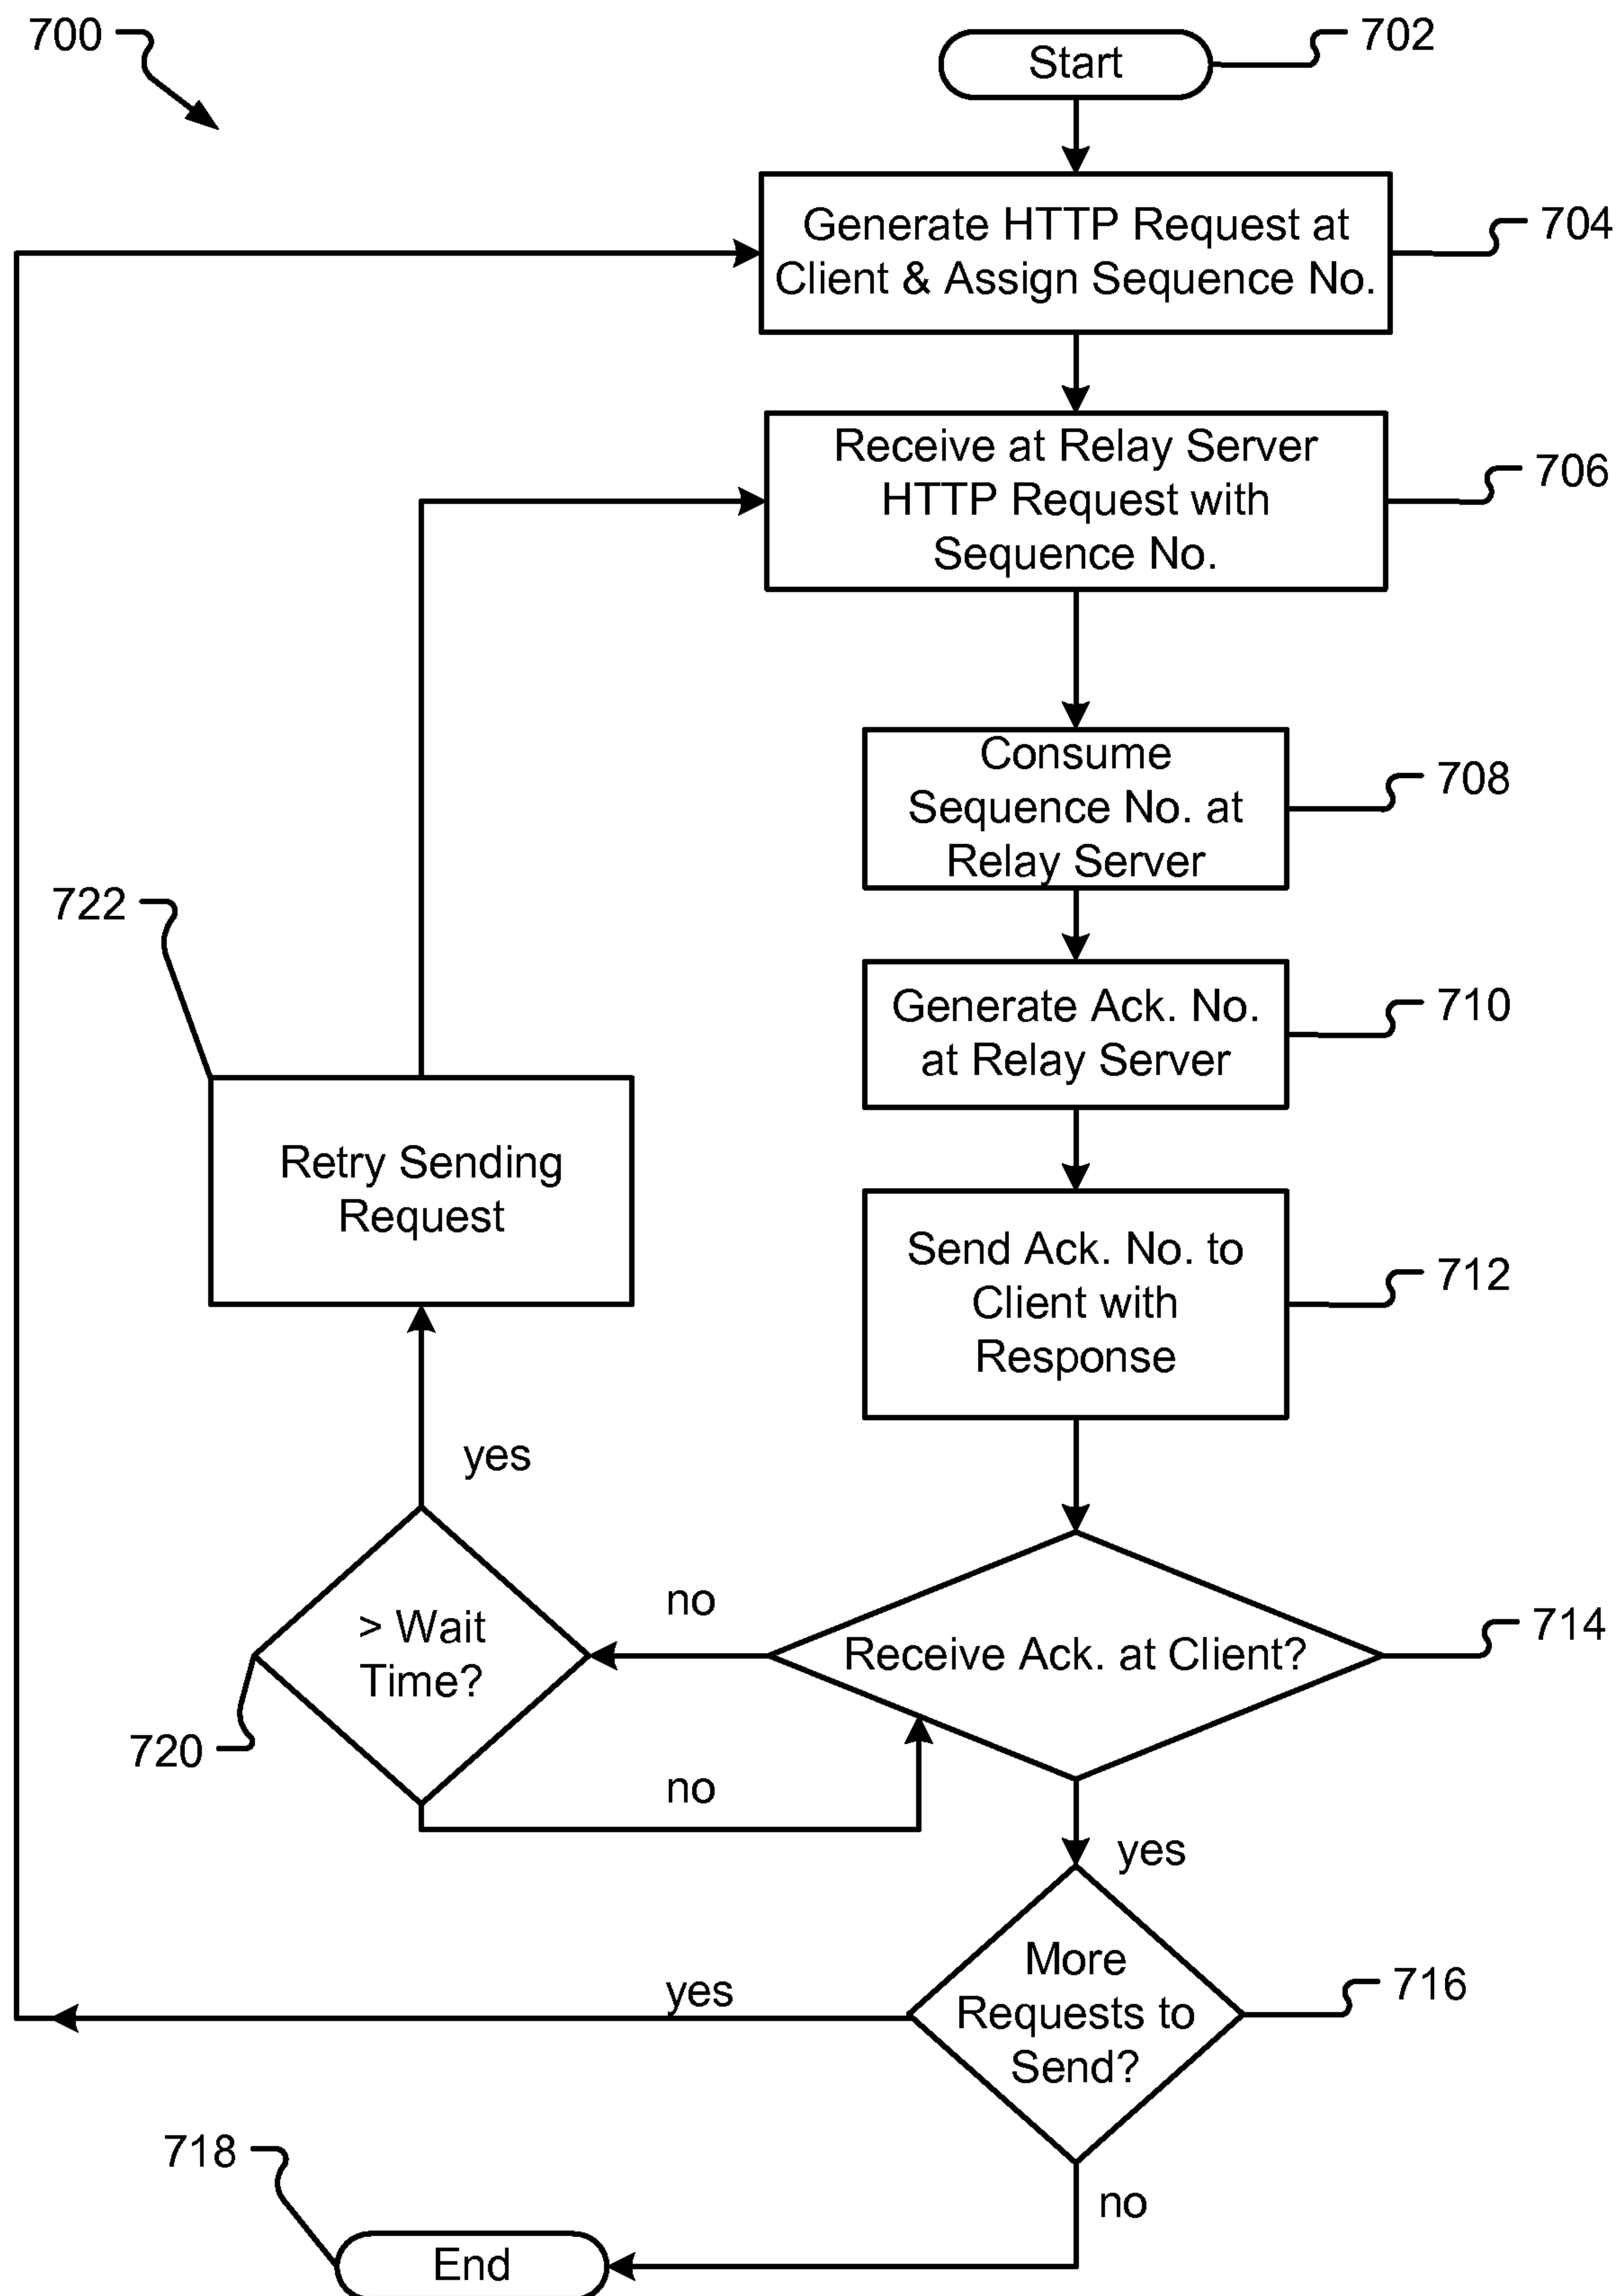 700
Start
702
Generate HTTP Request at
Client & Assign Sequence No.
704
Receive at Relay Server
HTTP Request with
Sequence No.
706
Consume
Sequence No. at
Relay Server
708
722
Generate Ack. No.
at Relay Server
710
Retry Sending
Request
Send Ack. No. to
Client with
Response
712
yes
> Wait
Time?
no
Receive Ack. at Client?
714
720
no
yes
More
Requests to
Send?
716
yes
718
no
End